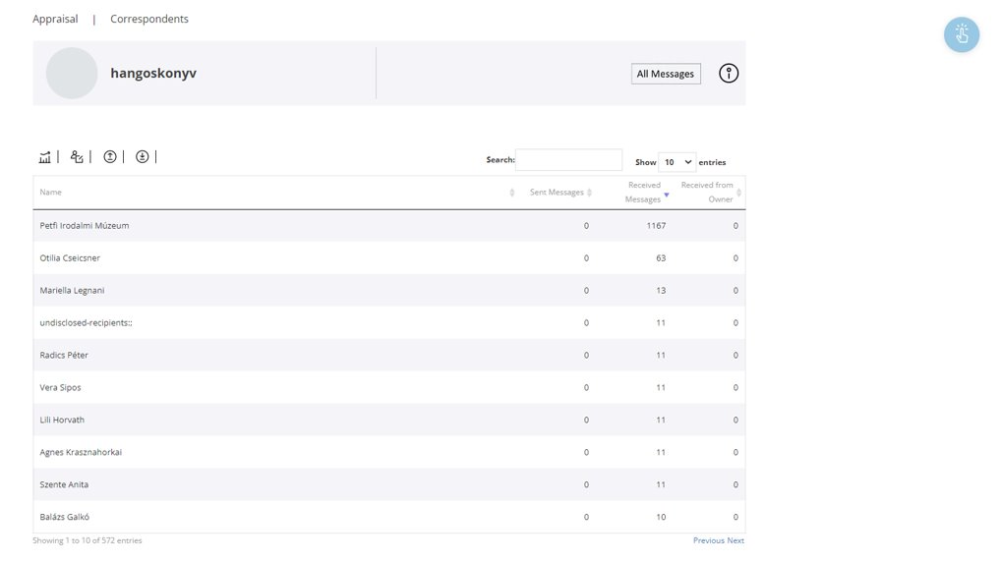 Appraisal | Correspondents
hangoskonyv
All Messages
Search:
Show 10 entries
Name Sent Messages Received Messages Received from Owner
Petfi Irodalmi Múzeum 0 1167 0
Otilia Cseicsner 0 63 0
Mariella Legnani 0 13 0
undisclosed-recipients:; 0 11 0
Radics Péter 0 11 0
Vera Sipos 0 11 0
Lili Horvath 0 11 0
Agnes Krasznahorkai 0 11 0
Szente Anita 0 11 0
Balázs Galkó 0 10 0
Showing 1 to 10 of 572 entries
Previous Next